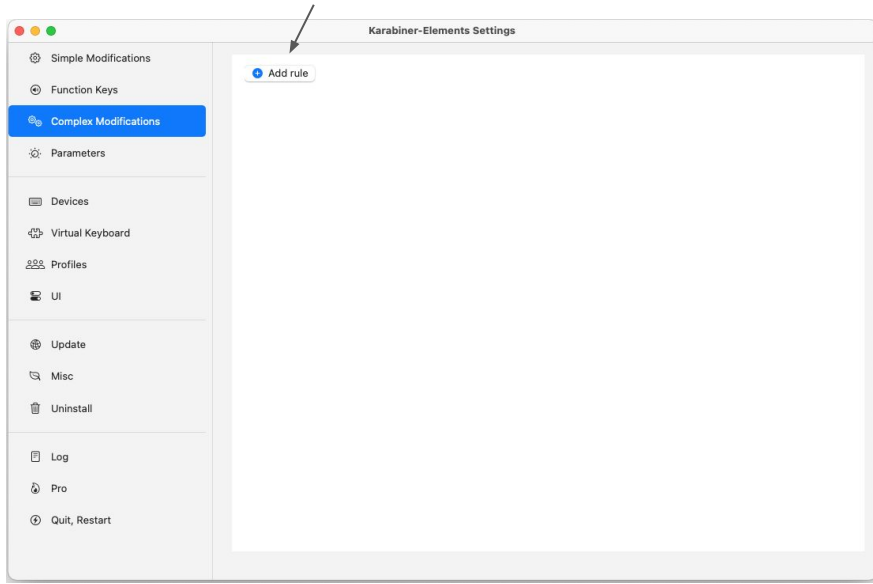 Karabiner-Elements Settings
Simple Modifications
Function Keys
Complex Modifications
Parameters
Devices
Virtual Keyboard
Profiles
UI
Update
Misc
Uninstall
Log
Pro
Quit, Restart
Add rule